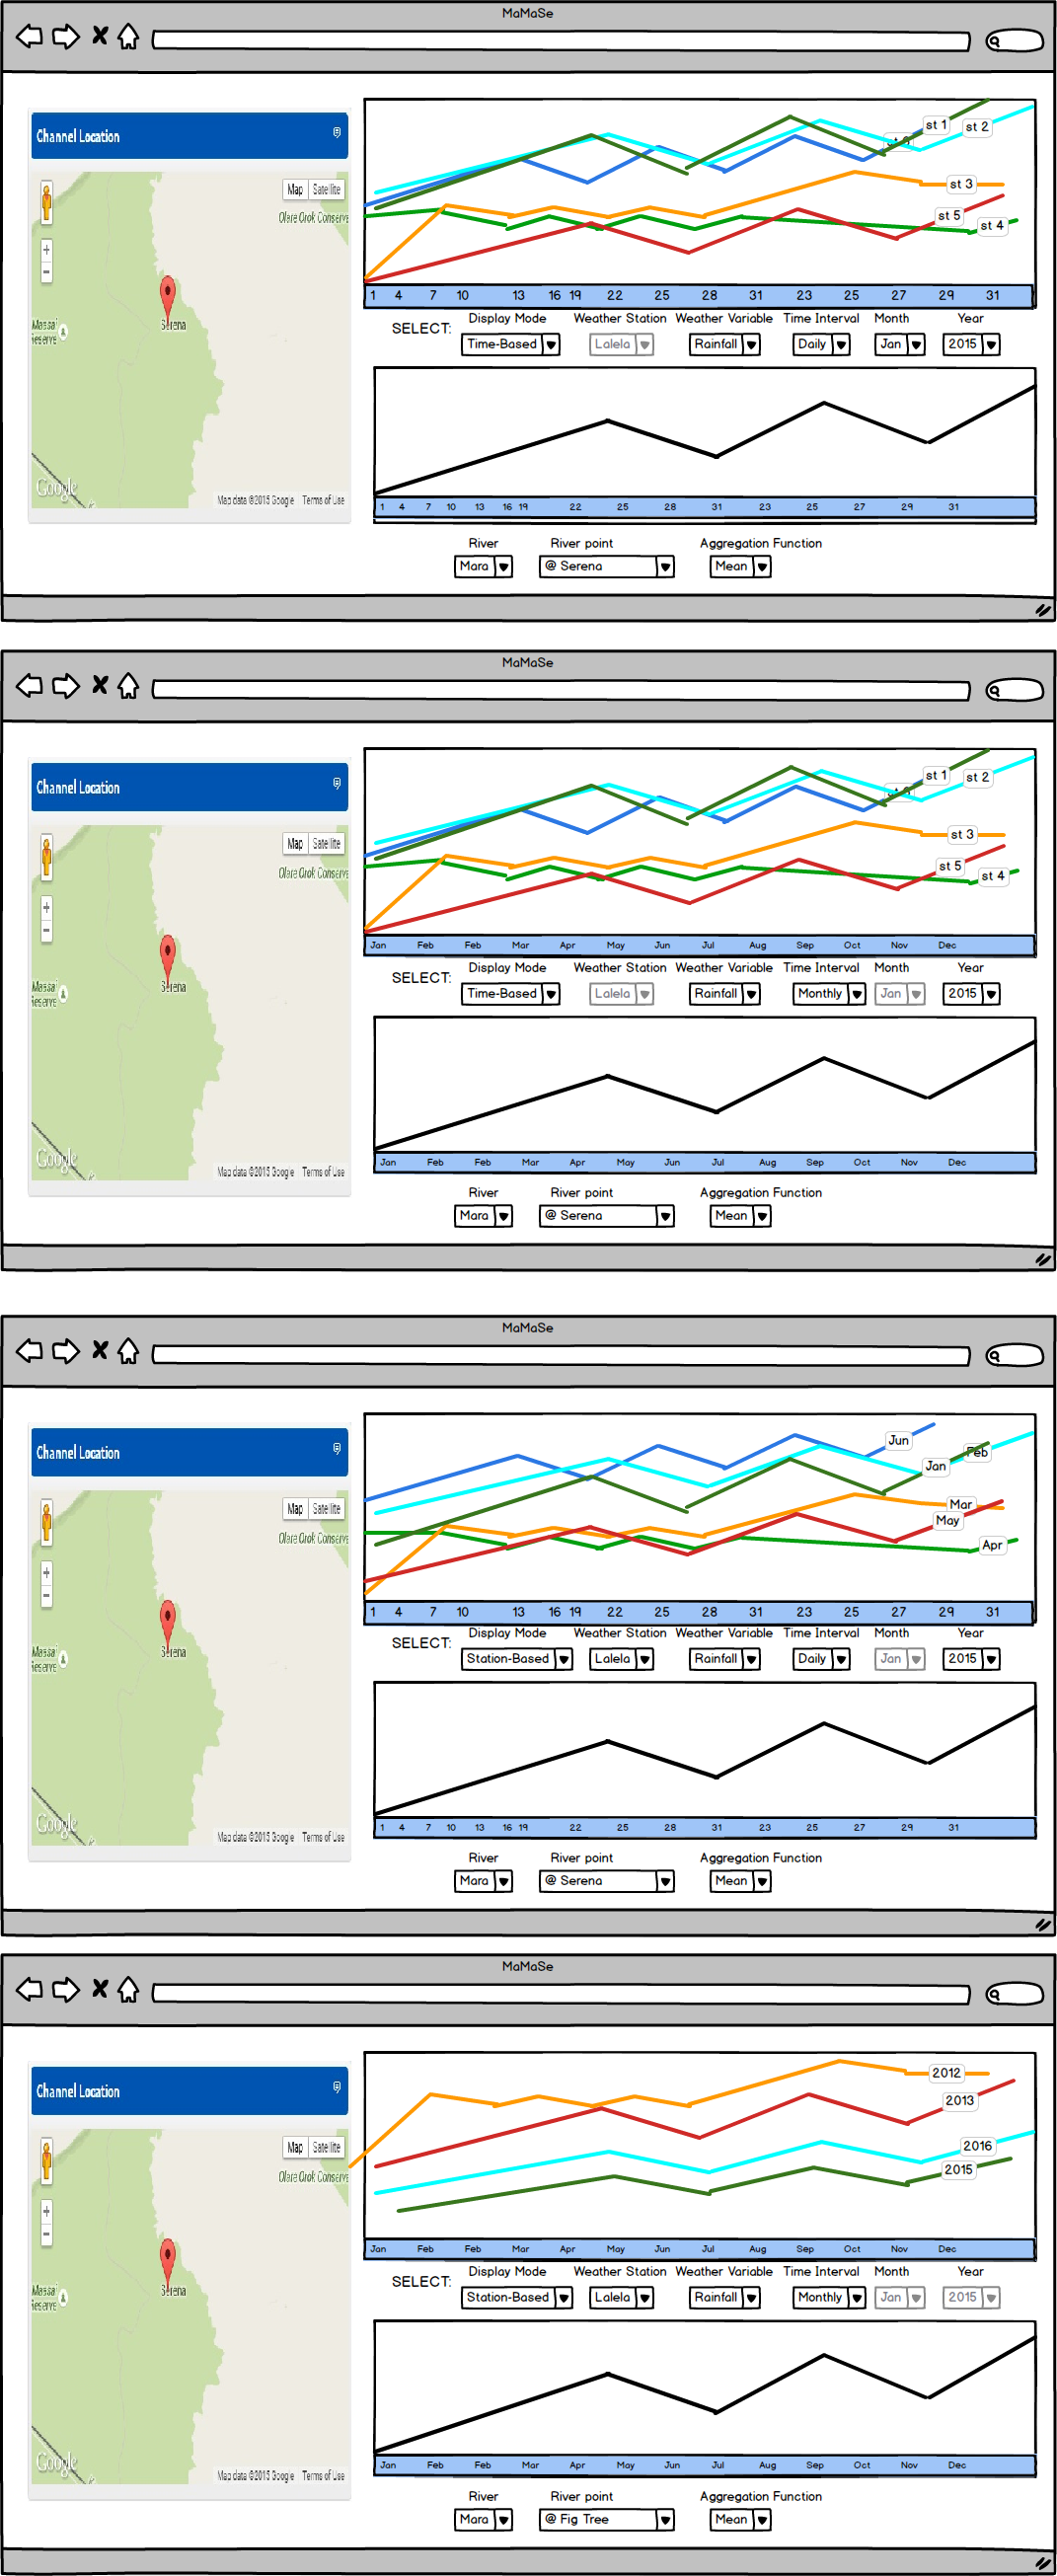 MaMaSe
Channel Location
Map Satellite
Olare Orok Conserve
Serena
Masai
Reserve
Google
Map data ©2015 Google Terms of Use
st 1
st 2
st 3
st 5
st 4
1 4 7 10 13 16 19 22 25 28 31 23 25 27 29 31
SELECT:
Display Mode Weather Station Weather Variable Time Interval Month Year
Time-Based Lalela Rainfall Daily Jan 2015
1 4 7 10 13 16 19 22 25 28 31 23 25 27 29 31
River River point Aggregation Function
Mara @ Serena Mean
MaMaSe
Channel Location
Map Satellite
Olare Orok Conserve
Serena
Masai
Reserve
Google
Map data ©2015 Google Terms of Use
st 1
st 2
st 3
st 5
st 4
Jan Feb Feb Mar Apr May Jun Jul Aug Sep Oct Nov Dec
SELECT:
Display Mode Weather Station Weather Variable Time Interval Month Year
Time-Based Lalela Rainfall Monthly Jan 2015
Jan Feb Feb Mar Apr May Jun Jul Aug Sep Oct Nov Dec
River River point Aggregation Function
Mara @ Serena Mean
MaMaSe
Channel Location
Map Satellite
Olare Orok Conserve
Serena
Masai
Reserve
Google
Map data ©2015 Google Terms of Use
Jun
Feb
Jan
Mar
May
Apr
1 4 7 10 13 16 19 22 25 28 31 23 25 27 29 31
SELECT:
Display Mode Weather Station Weather Variable Time Interval Month Year
Station-Based Lalela Rainfall Daily Jan 2015
1 4 7 10 13 16 19 22 25 28 31 23 25 27 29 31
River River point Aggregation Function
Mara @ Serena Mean
MaMaSe
Channel Location
Map Satellite
Olare Orok Conserve
Serena
Masai
Reserve
Google
Map data ©2015 Google Terms of Use
2012
2013
2016
2015
Jan Feb Feb Mar Apr May Jun Jul Aug Sep Oct Nov Dec
SELECT:
Display Mode Weather Station Weather Variable Time Interval Month Year
Station-Based Lalela Rainfall Monthly Jan 2015
Jan Feb Feb Mar Apr May Jun Jul Aug Sep Oct Nov Dec
River River point Aggregation Function
Mara @ Fig Tree Mean